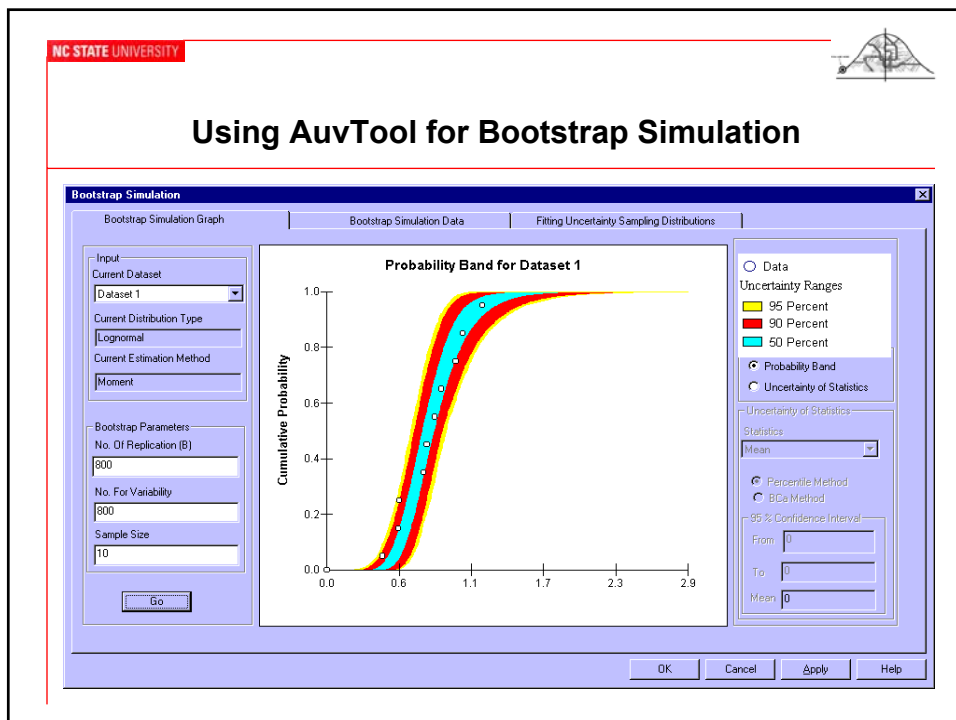 NC STATE UNIVERSITY
Using AuvTool for Bootstrap Simulation
Bootstrap Simulation
Bootstrap Simulation Graph
Bootstrap Simulation Data
Fitting Uncertainty Sampling Distributions
Input
Current Dataset
Dataset 1
Current Distribution Type
Lognormal
Current Estimation Method
Moment
Bootstrap Parameters
No. Of Replication (B)
800
No. For Variability
800
Sample Size
10
Go
Probability Band for Dataset 1
Cumulative Probability
1.0
0.8
0.6
0.4
0.2
0.0
0.0 0.6 1.1 1.7 2.3 2.9
Data
Uncertainty Ranges
95 Percent
90 Percent
50 Percent
Probability Band
Uncertainty of Statistics
Uncertainty of Statistics
Statistics
Mean
Percentile Method
BCa Method
95 % Confidence Interval
From 0
To 0
Mean 0
OK Cancel Apply Help